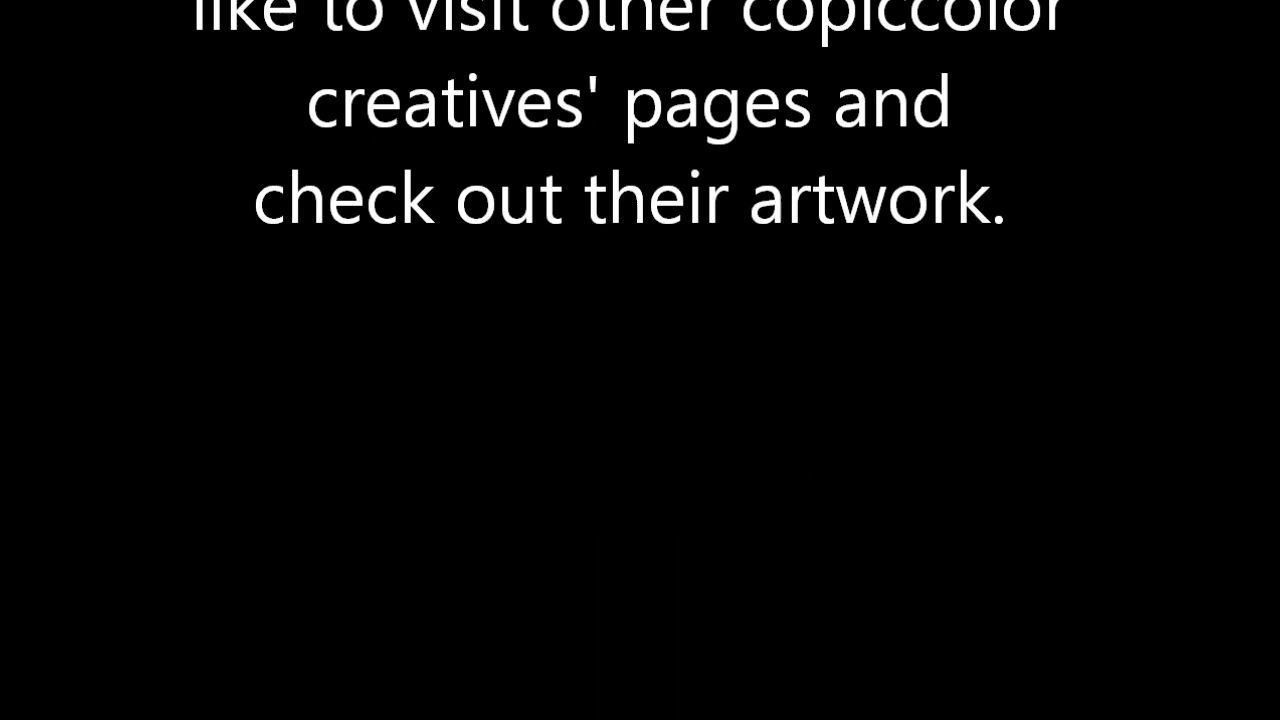 like to visit other copiccolor
creatives' pages and
check out their artwork.